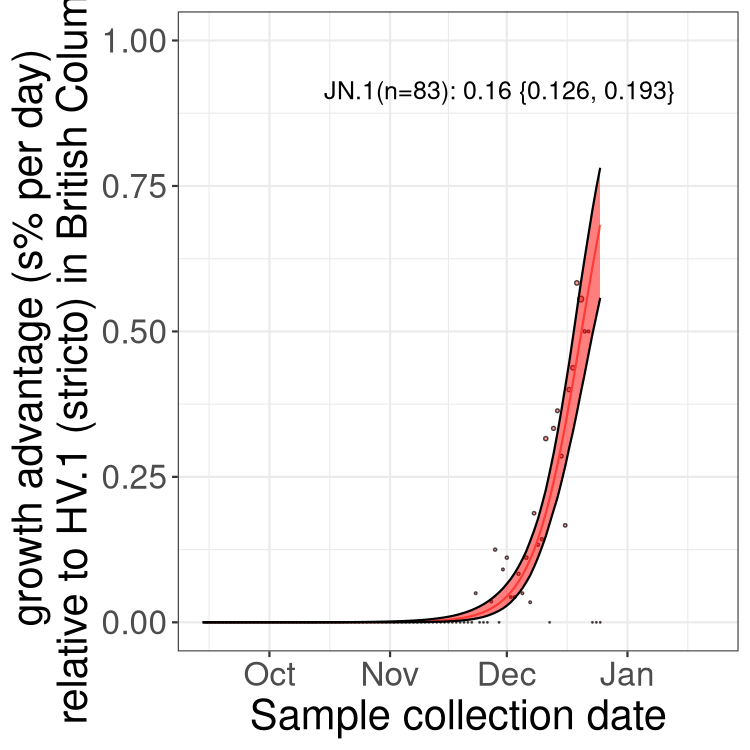 growth advantage (s% per day)
relative to HV.1 (stricto) in British Colum
1.00
0.75
0.50
0.25
0.00
JN.1(n=83): 0.16 {0.126, 0.193}
Oct Nov Dec Jan
Sample collection date